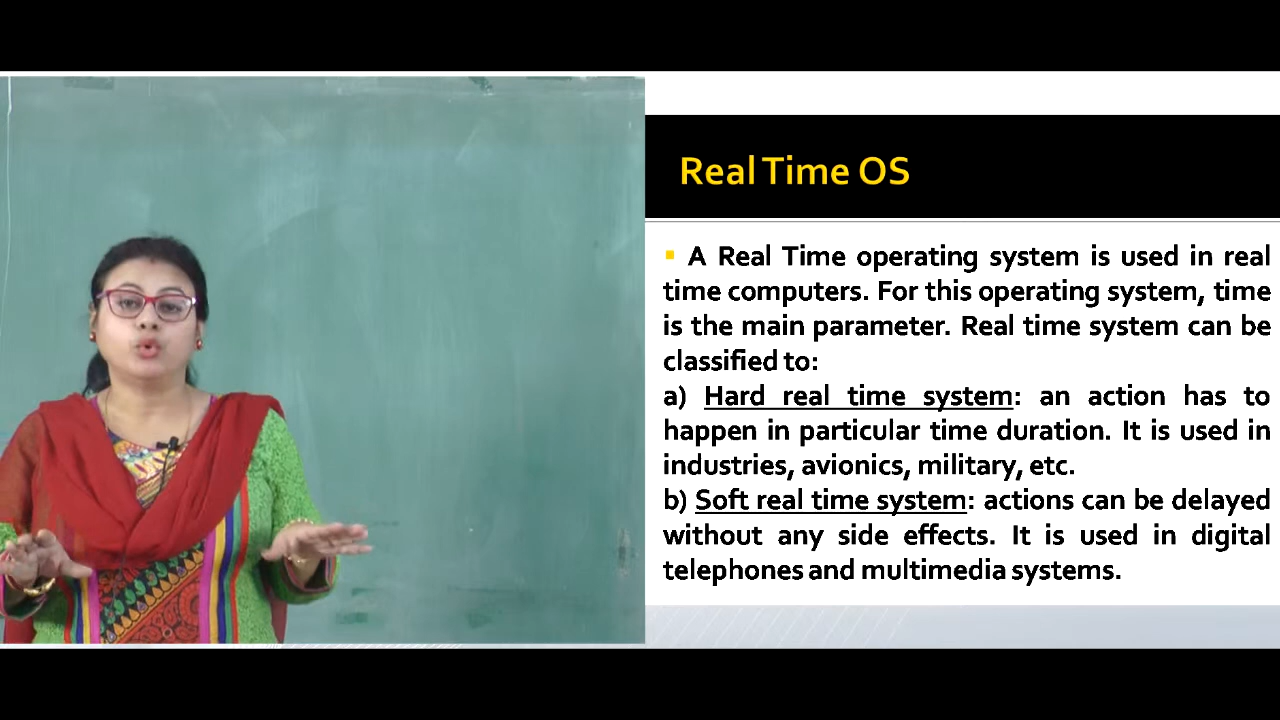 Real Time OS
A Real Time operating system is used in real
time computers. For this operating system, time
is the main parameter. Real time system can be
classified to:
a) Hard real time system: an action has to
happen in particular time duration. It is used in
industries, avionics, military, etc.
b) Soft real time system: actions can be delayed
without any side effects. It is used in digital
telephones and multimedia systems.